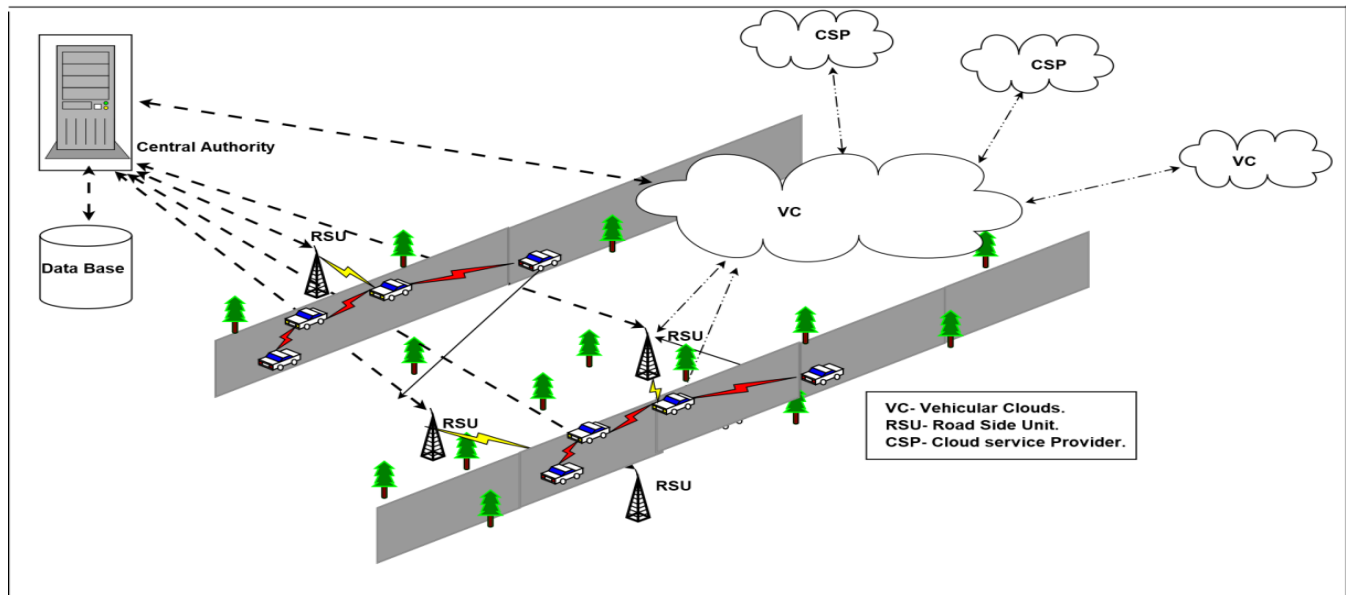 CSP
CSP
Central Authority
VC
VC
RSU
Data Base
RSU
RSU
VC- Vehicular Clouds.
RSU- Road Side Unit.
CSP- Cloud service Provider.
RSU